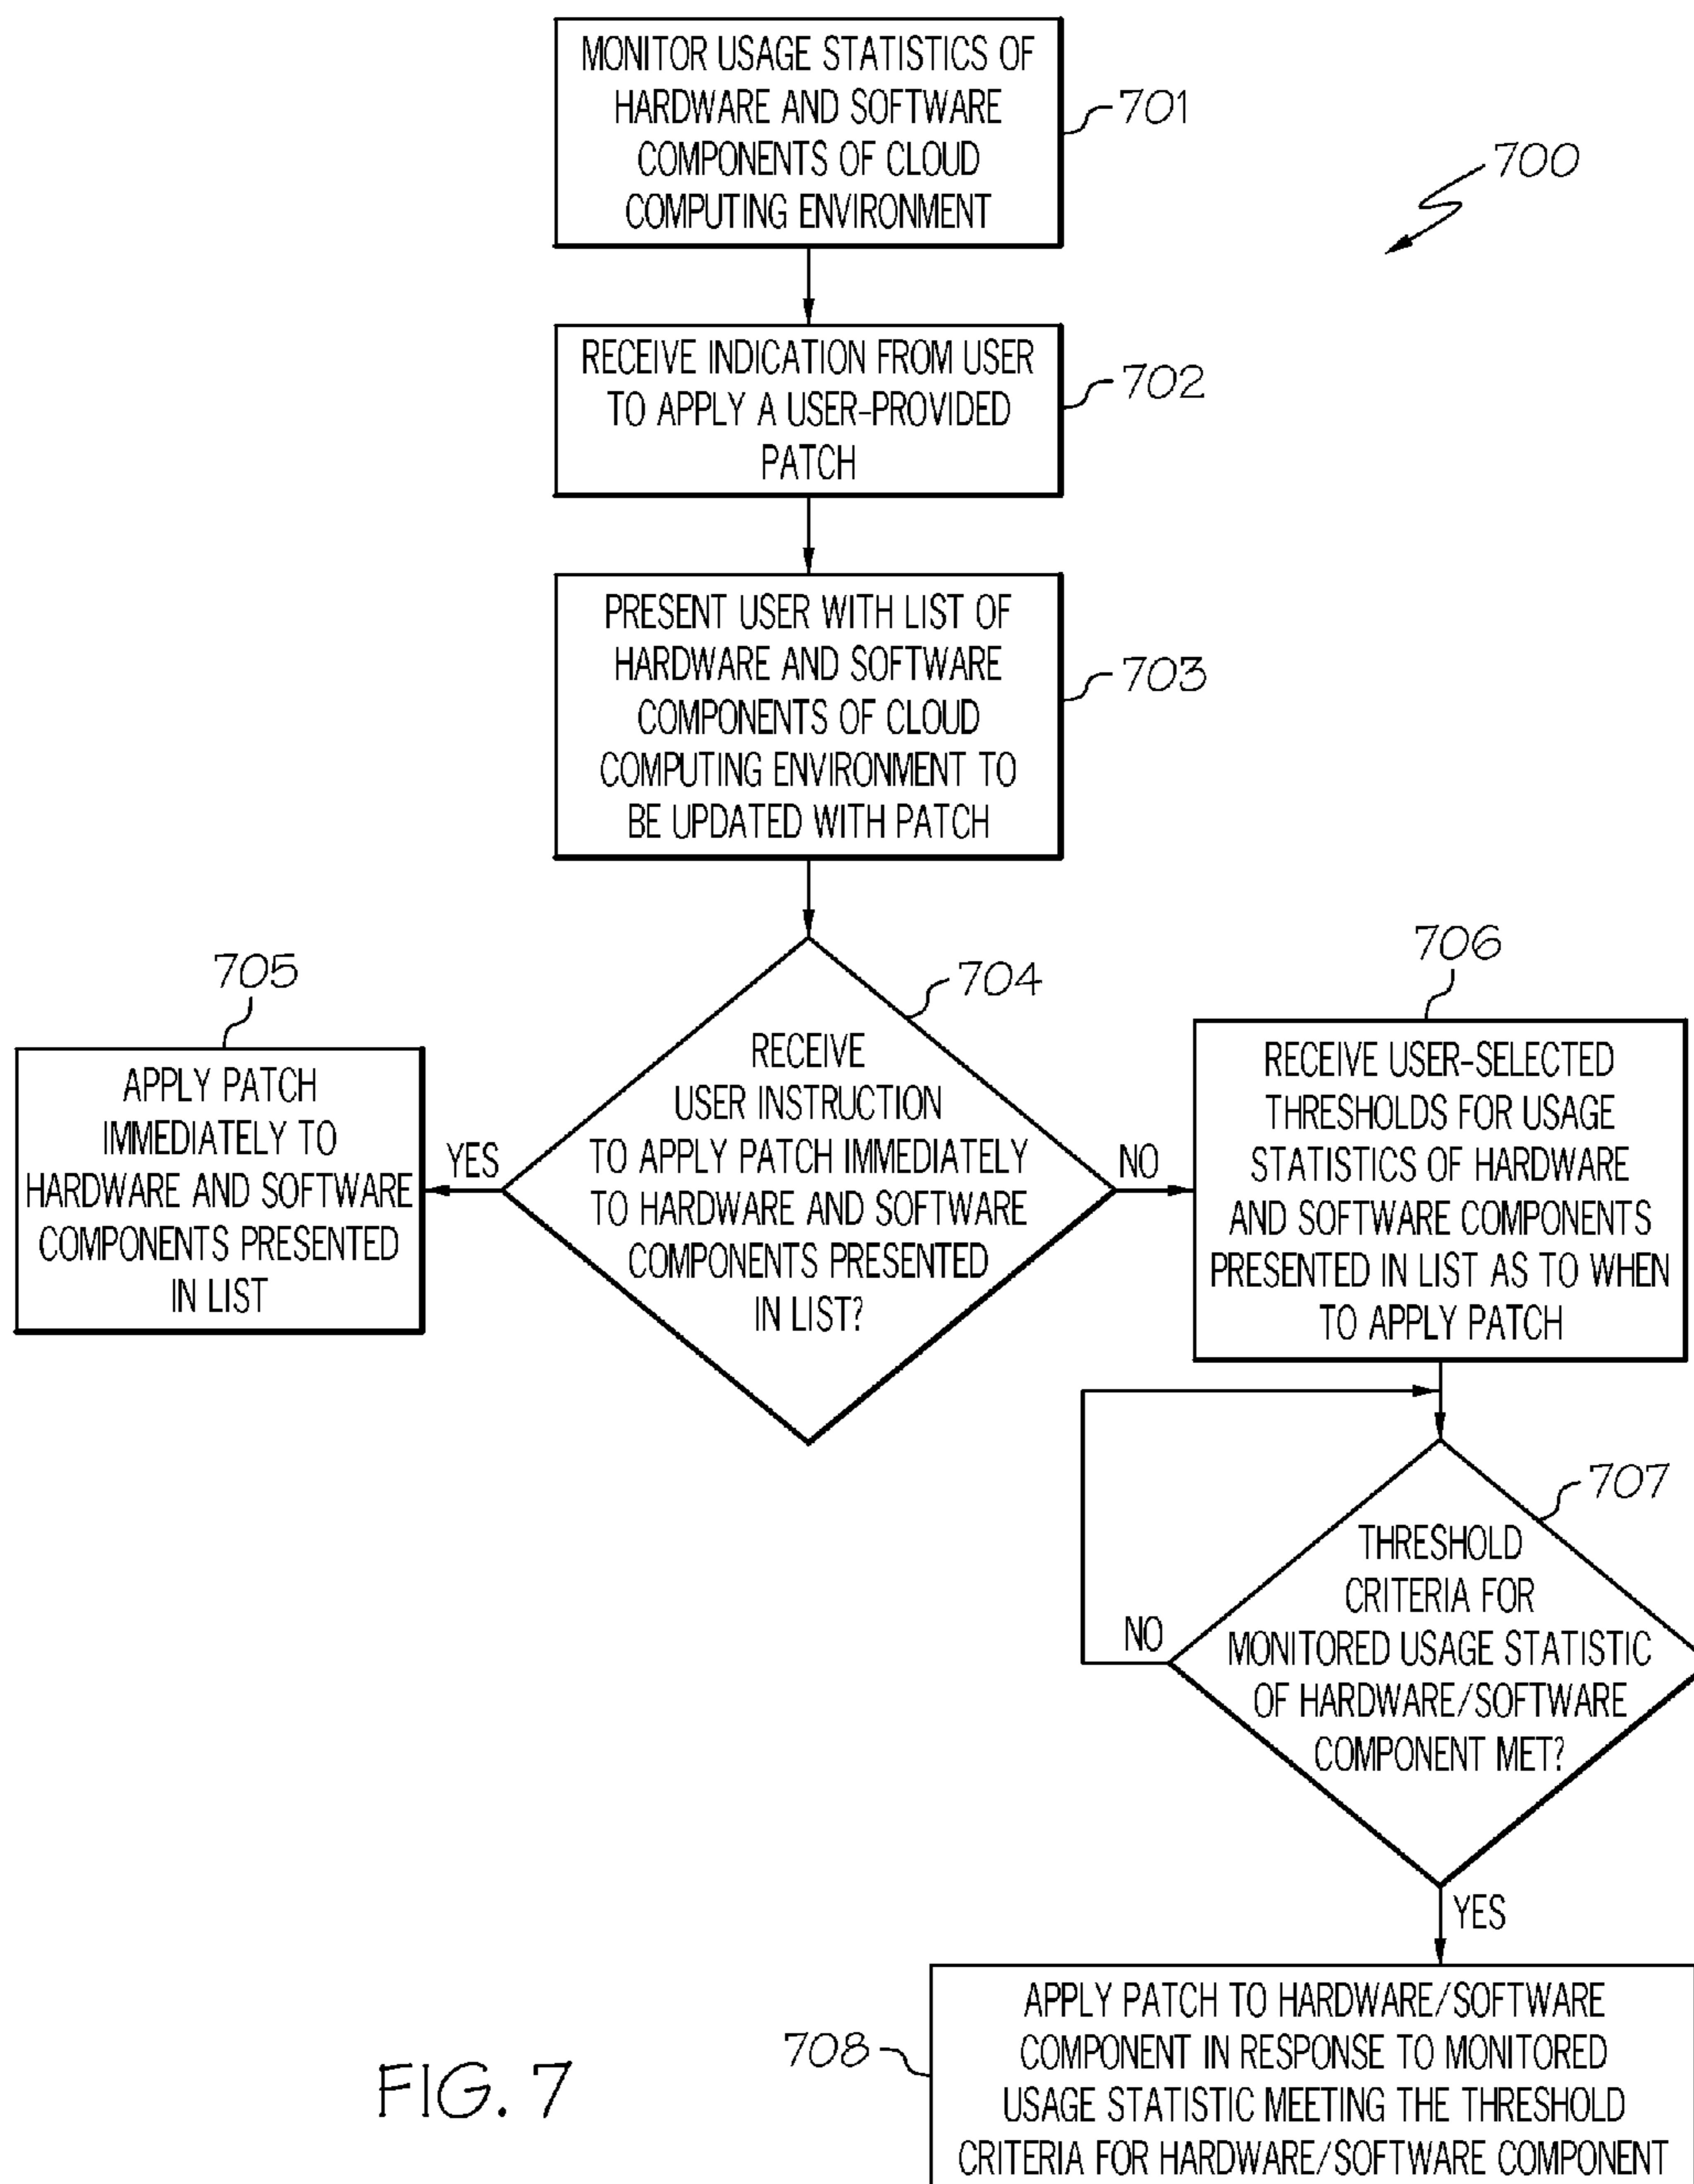 MONITOR USAGE STATISTICS OF
HARDWARE AND SOFTWARE
COMPONENTS OF CLOUD
COMPUTING ENVIRONMENT
701
700
RECEIVE INDICATION FROM USER
TO APPLY A USER-PROVIDED
PATCH
702
PRESENT USER WITH LIST OF
HARDWARE AND SOFTWARE
COMPONENTS OF CLOUD
COMPUTING ENVIRONMENT TO
BE UPDATED WITH PATCH
703
704
RECEIVE
USER INSTRUCTION
TO APPLY PATCH IMMEDIATELY
TO HARDWARE AND SOFTWARE
COMPONENTS PRESENTED
IN LIST?
YES
705
APPLY PATCH
IMMEDIATELY TO
HARDWARE AND SOFTWARE
COMPONENTS PRESENTED
IN LIST
NO
706
RECEIVE USER-SELECTED
THRESHOLDS FOR USAGE
STATISTICS OF HARDWARE
AND SOFTWARE COMPONENTS
PRESENTED IN LIST AS TO WHEN
TO APPLY PATCH
707
THRESHOLD
CRITERIA FOR
MONITORED USAGE STATISTIC
OF HARDWARE/SOFTWARE
COMPONENT MET?
NO
YES
708
APPLY PATCH TO HARDWARE/SOFTWARE
COMPONENT IN RESPONSE TO MONITORED
USAGE STATISTIC MEETING THE THRESHOLD
CRITERIA FOR HARDWARE/SOFTWARE COMPONENT
FIG. 7